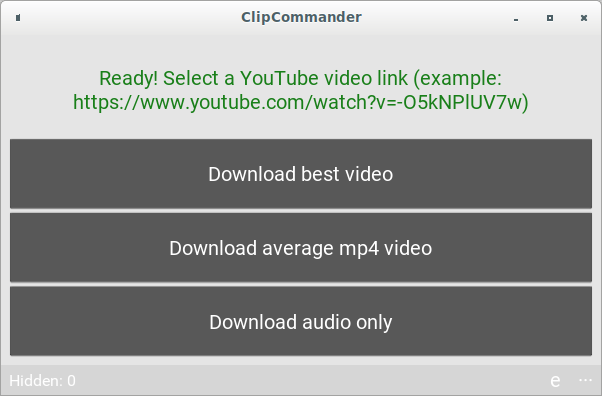 ClipCommander
Ready! Select a YouTube video link (example:
https://www.youtube.com/watch?v=-O5kNPlUV7w)
Download best video
Download average mp4 video
Download audio only
Hidden: 0 e ...